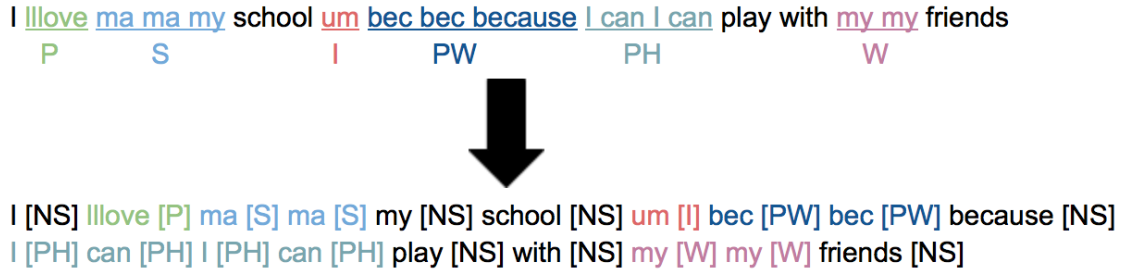 I lllove ma ma my school um bec bec because I can I can play with my my friends
P S I PW PH W
I [NS] lllove [P] ma [S] ma [S] my [NS] school [NS] um [I] bec [PW] bec [PW] because [NS]
I [PH] can [PH] I [PH] can [PH] play [NS] with [NS] my [W] my [W] friends [NS]